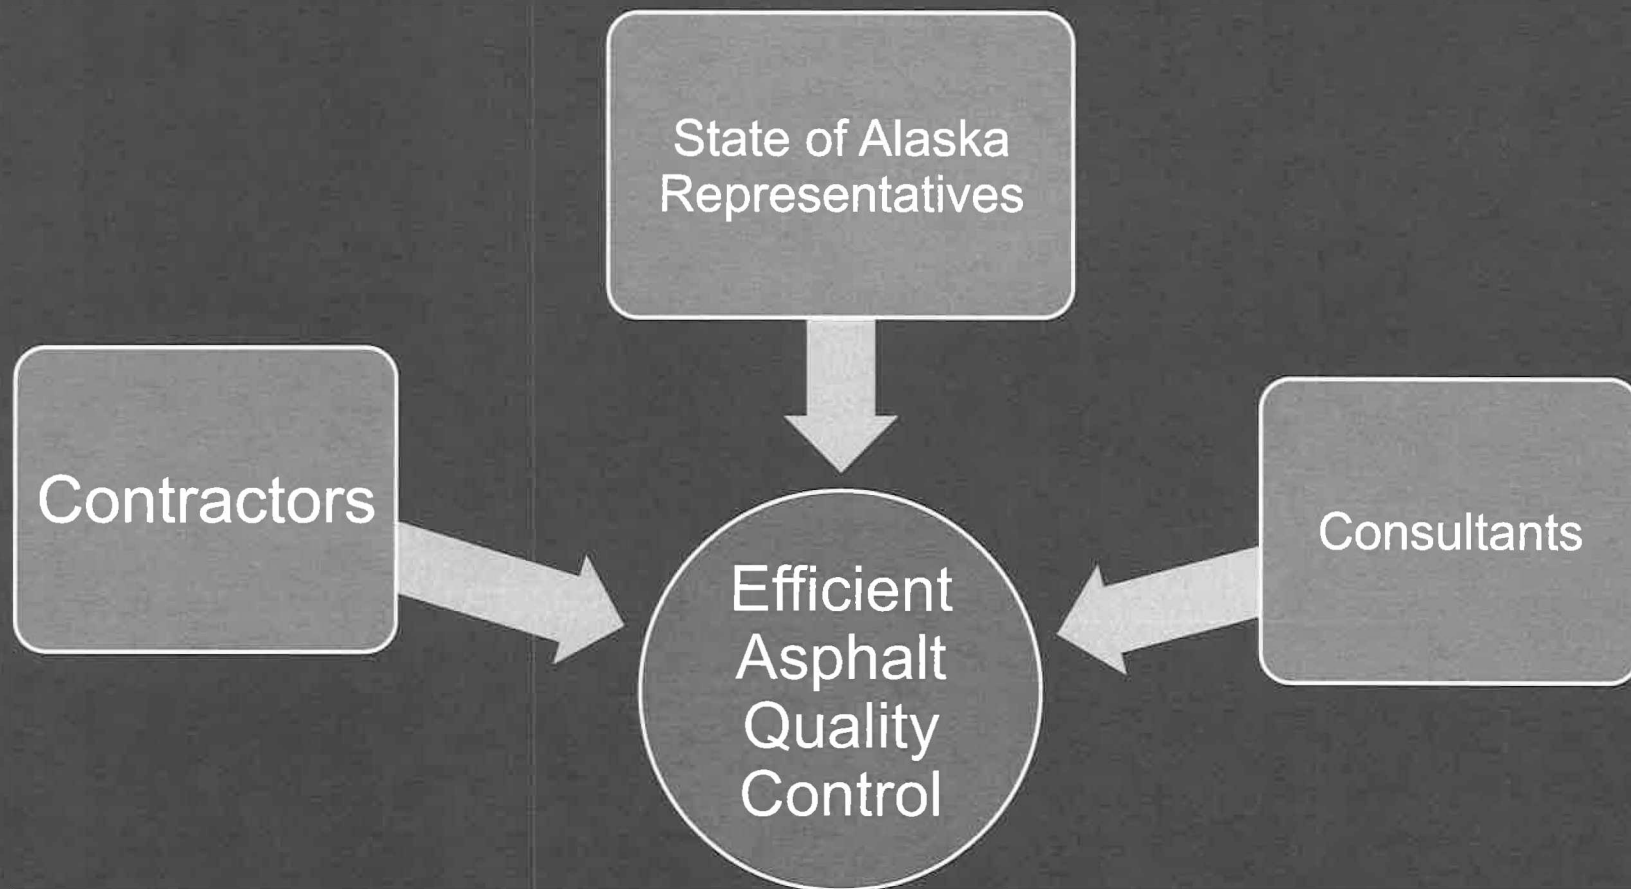 State of Alaska
Representatives
Contractors
Consultants
Efficient
Asphalt
Quality
Control